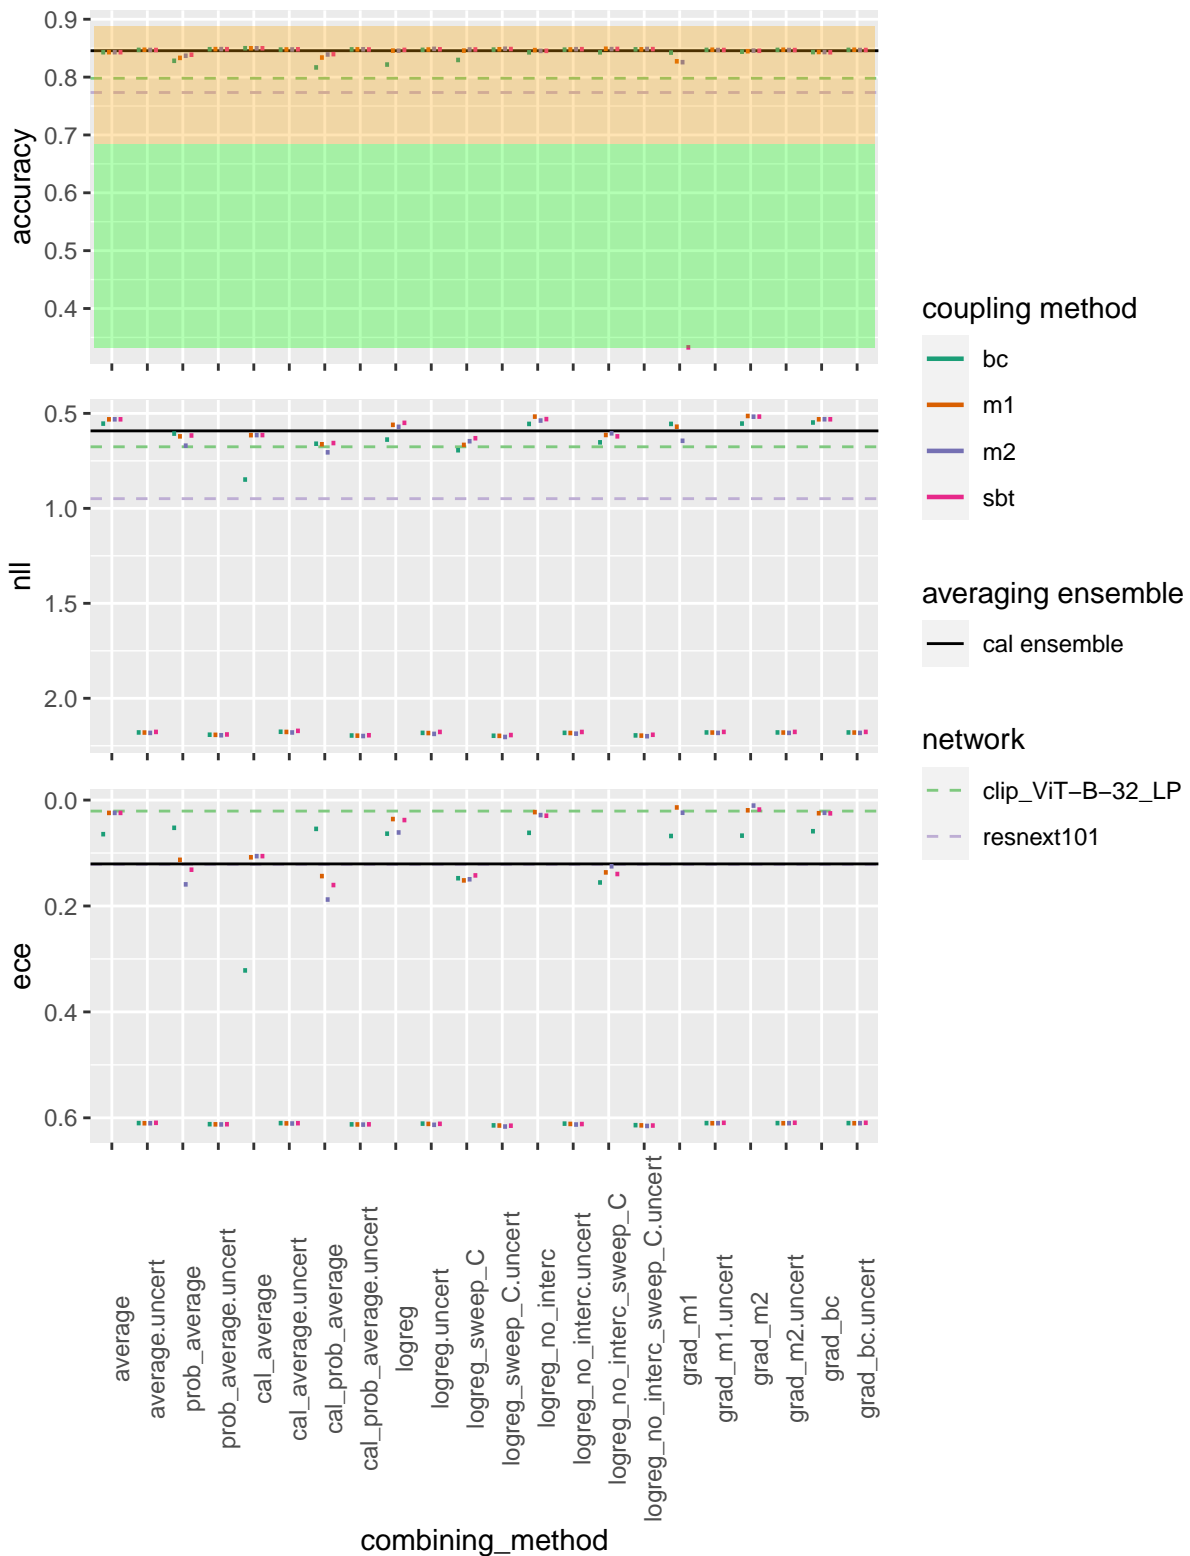 accuracy
0.9
0.8
0.7
0.6
0.5
0.4
nll
0.5
1.0
1.5
2.0
ece
0.0
0.2
0.4
0.6
average
average.uncert
prob_average
prob_average.uncert
cal_average
cal_average.uncert
cal_prob_average
cal_prob_average.uncert
logreg
logreg.uncert
logreg_sweep_C
logreg_sweep_C.uncert
logreg_no_interc
logreg_no_interc.uncert
logreg_no_interc_sweep_C
logreg_no_interc_sweep_C.uncert
grad_m1
grad_m1.uncert
grad_m2
grad_m2.uncert
grad_bc
grad_bc.uncert
combining_method
coupling method
bc
m1
m2
sbt
averaging ensemble
cal ensemble
network
clip_ViT−B−32_LP
resnext101